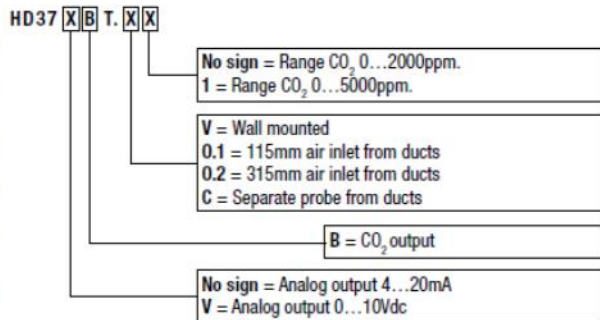 HD37 X B T. X X
No sign = Range CO₂ 0...2000ppm.
1 = Range CO₂ 0...5000ppm.
V = Wall mounted
0.1 = 115mm air inlet from ducts
0.2 = 315mm air inlet from ducts
C = Separate probe from ducts
B = CO₂ output
No sign = Analog output 4...20mA
V = Analog output 0...10Vdc